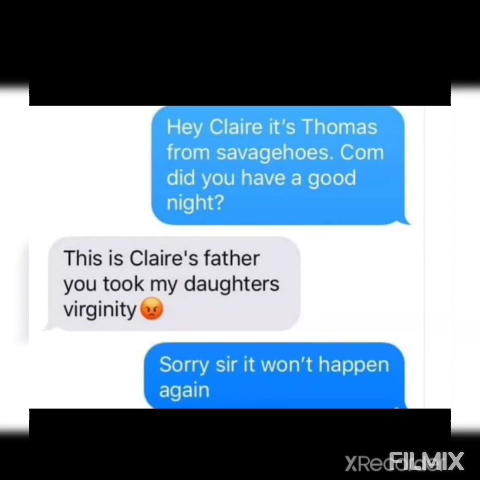 Hey Claire it's Thomas
from savagehoes. Com
did you have a good
night?
This is Claire's father
you took my daughters
virginity😡
Sorry sir it won't happen
again
FILMIX